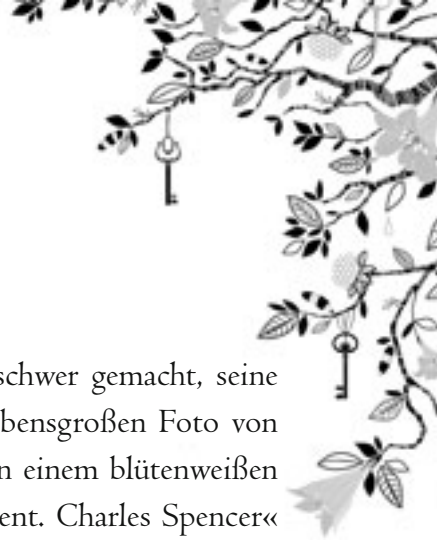 schwer gemacht, seine
bensgroßen Foto von
n einem blütenweißen
ent. Charles Spencer«